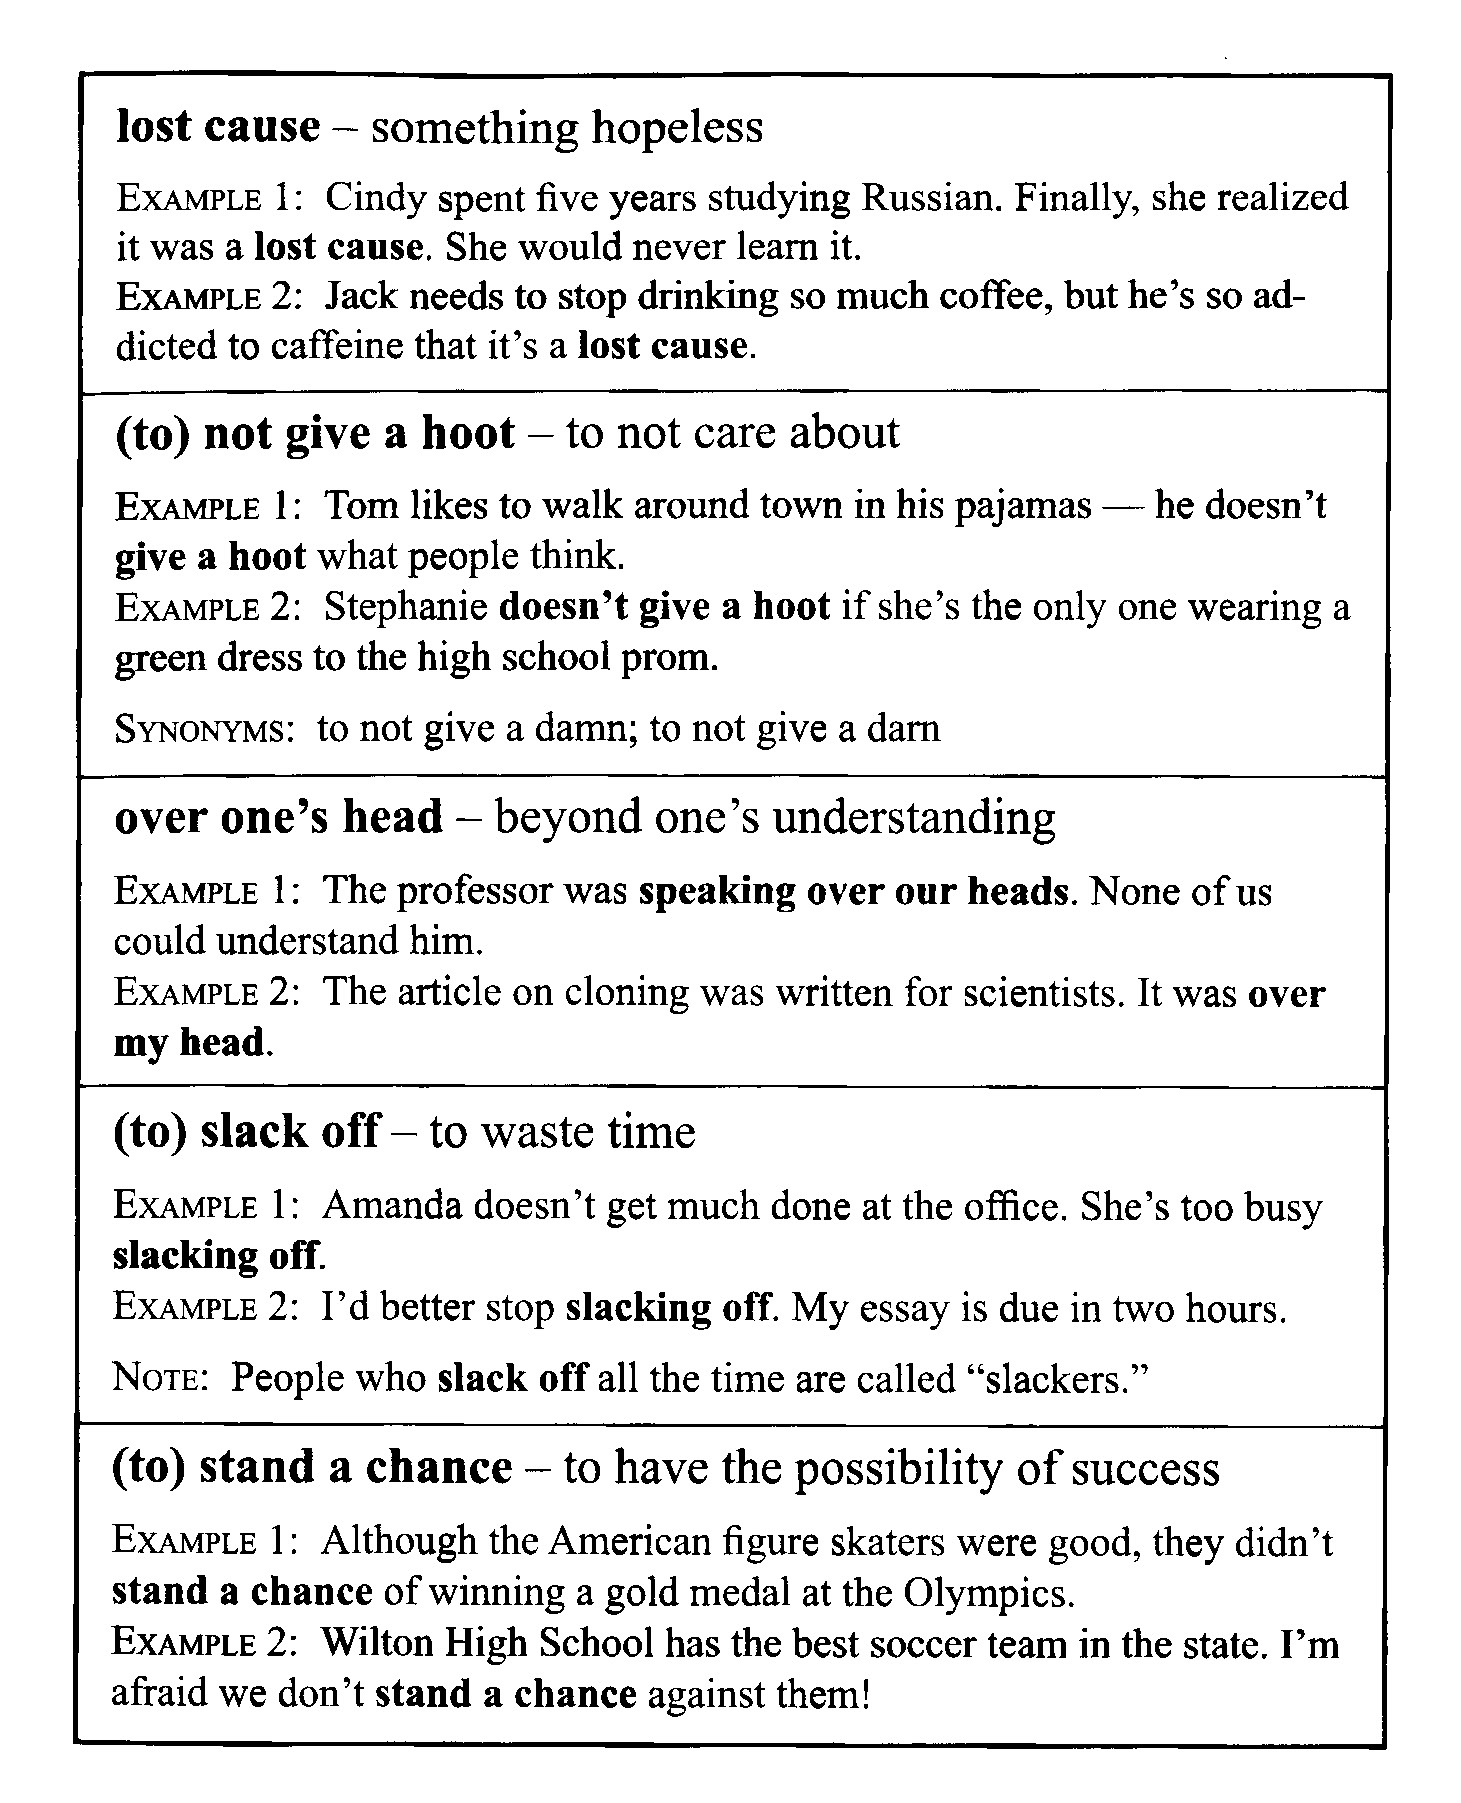 lost cause – something hopeless
EXAMPLE 1: Cindy spent five years studying Russian. Finally, she realized
it was a lost cause. She would never learn it.
EXAMPLE 2: Jack needs to stop drinking so much coffee, but he's so ad-
dicted to caffeine that it's a lost cause.
(to) not give a hoot – to not care about
EXAMPLE 1: Tom likes to walk around town in his pajamas — he doesn't
give a hoot what people think.
EXAMPLE 2: Stephanie doesn't give a hoot if she's the only one wearing a
green dress to the high school prom.
SYNONYMS: to not give a damn; to not give a darn
over one's head – beyond one's understanding
EXAMPLE 1: The professor was speaking over our heads. None of us
could understand him.
EXAMPLE 2: The article on cloning was written for scientists. It was over
my head.
(to) slack off – to waste time
EXAMPLE 1: Amanda doesn't get much done at the office. She's too busy
slacking off.
EXAMPLE 2: I'd better stop slacking off. My essay is due in two hours.
NOTE: People who slack off all the time are called “slackers.”
(to) stand a chance – to have the possibility of success
EXAMPLE 1: Although the American figure skaters were good, they didn't
stand a chance of winning a gold medal at the Olympics.
EXAMPLE 2: Wilton High School has the best soccer team in the state. I'm
afraid we don't stand a chance against them!